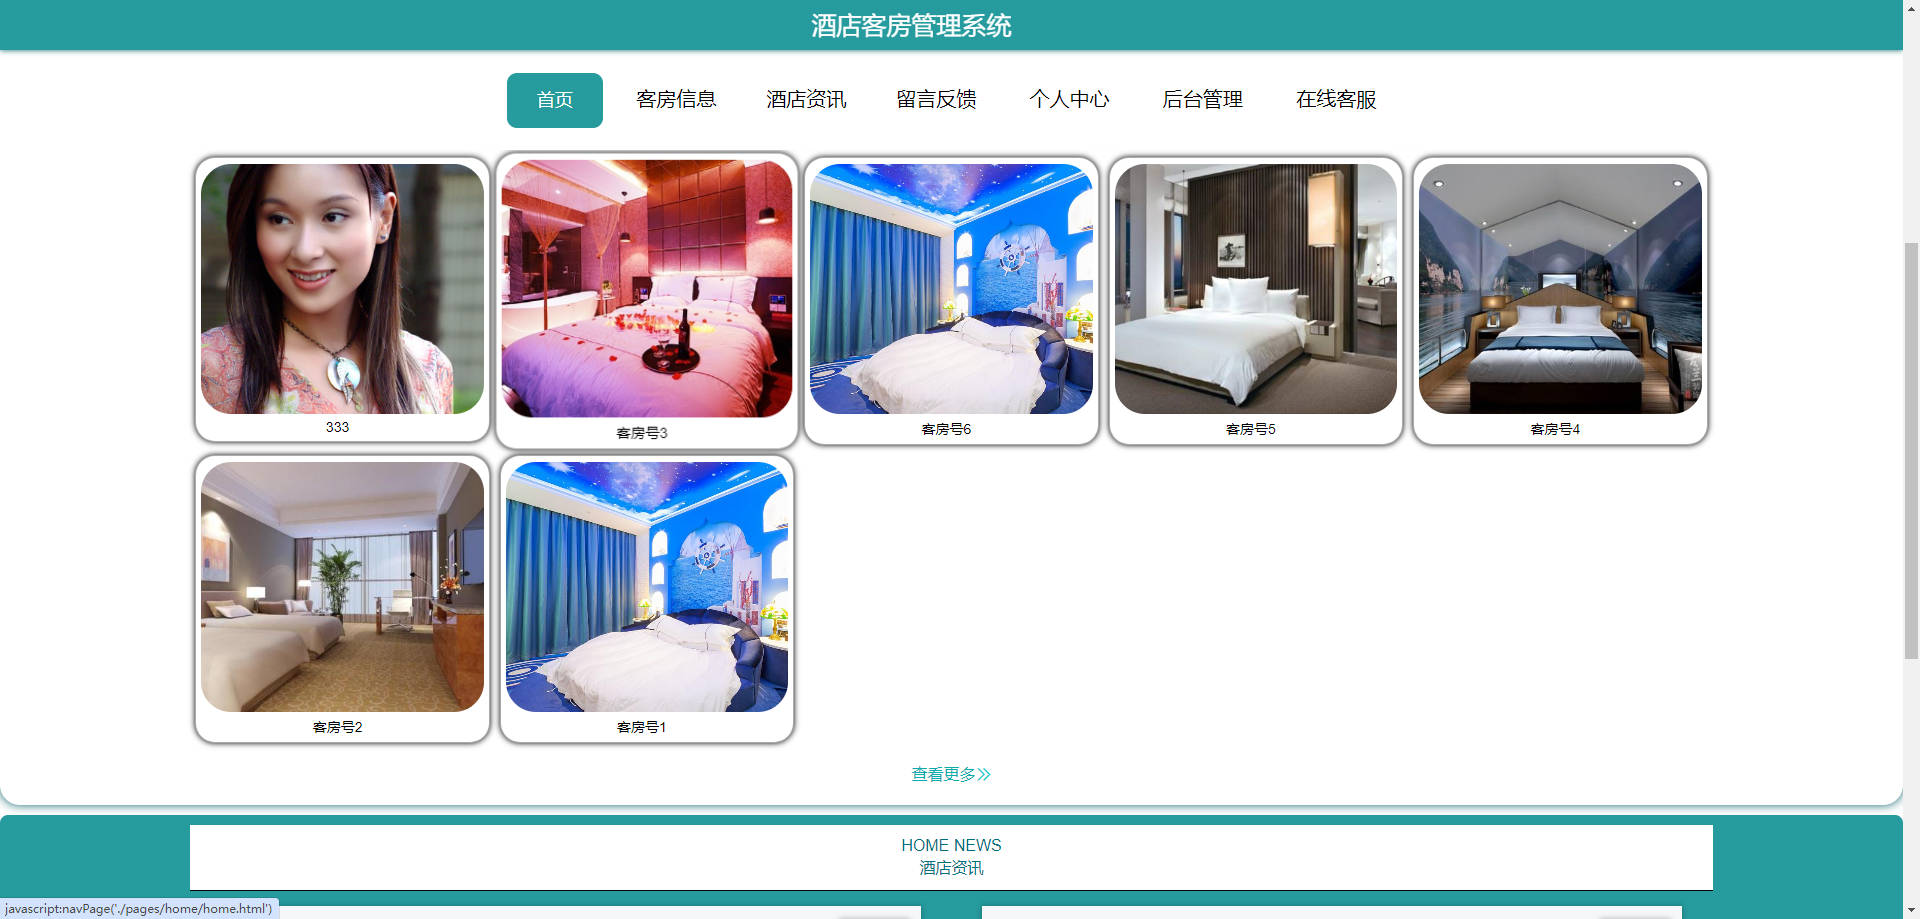 酒店客房管理系统
首页 客房信息 酒店资讯 留言反馈 个人中心 后台管理 在线客服
333 客房号3 客房号6 客房号5 客房号4
客房号2 客房号1
查看更多
HOME NEWS
酒店资讯
javascript:navPage('./pages/home/home.html')